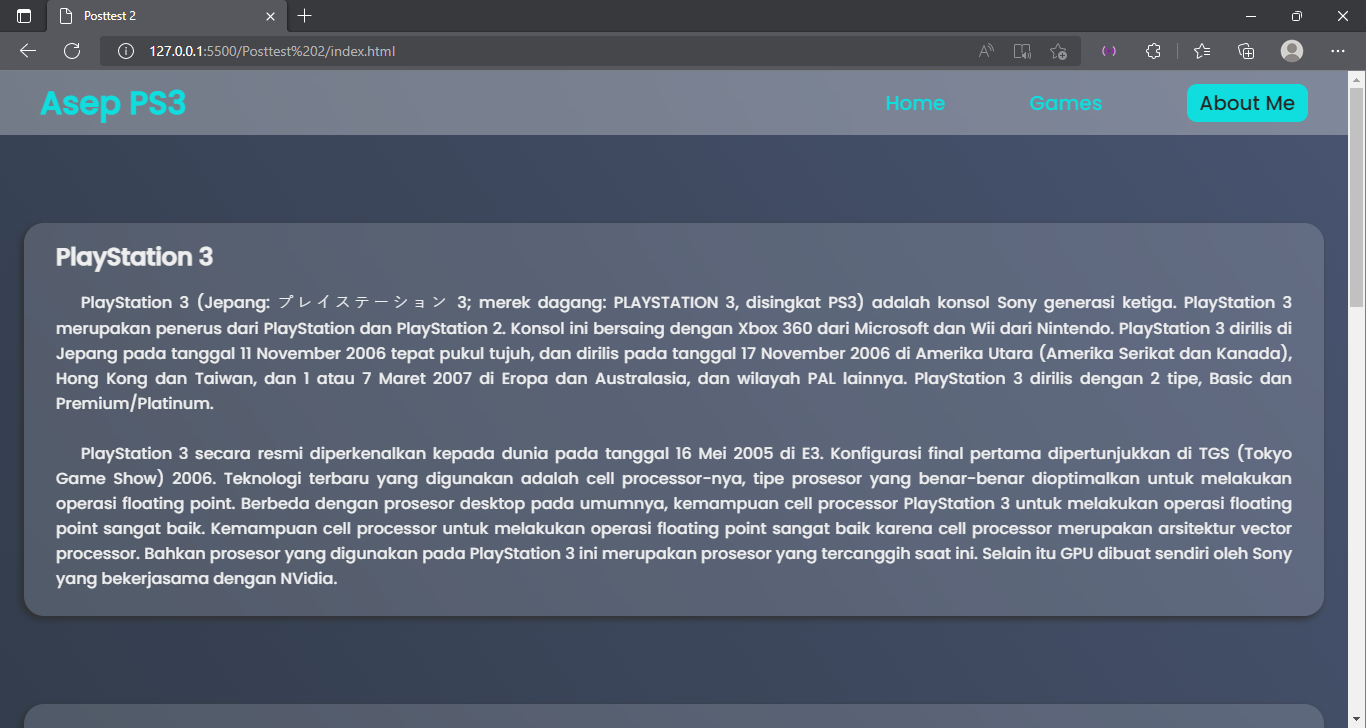 Posttest 2
127.0.0.1:5500/Posttest%202/index.html
Asep PS3
Home
Games
About Me
PlayStation 3
PlayStation 3 (Jepang: プレイステーション 3; merek dagang: PLAYSTATION 3, disingkat PS3) adalah konsol Sony generasi ketiga. PlayStation 3
merupakan penerus dari PlayStation dan PlayStation 2. Konsol ini bersaing dengan Xbox 360 dari Microsoft dan Wii dari Nintendo. PlayStation 3 dirilis di
Jepang pada tanggal 11 November 2006 tepat pukul tujuh, dan dirilis pada tanggal 17 November 2006 di Amerika Utara (Amerika Serikat dan Kanada),
Hong Kong dan Taiwan, dan 1 atau 7 Maret 2007 di Eropa dan Australasia, dan wilayah PAL lainnya. PlayStation 3 dirilis dengan 2 tipe, Basic dan
Premium/Platinum.
PlayStation 3 secara resmi diperkenalkan kepada dunia pada tanggal 16 Mei 2005 di E3. Konfigurasi final pertama dipertunjukkan di TGS (Tokyo
Game Show) 2006. Teknologi terbaru yang digunakan adalah cell processor-nya, tipe prosesor yang benar-benar dioptimalkan untuk melakukan
operasi floating point. Berbeda dengan prosesor desktop pada umumnya, kemampuan cell processor PlayStation 3 untuk melakukan operasi floating
point sangat baik. Kemampuan cell processor untuk melakukan operasi floating point sangat baik karena cell processor merupakan arsitektur vector
processor. Bahkan prosesor yang digunakan pada PlayStation 3 ini merupakan prosesor yang tercanggih saat ini. Selain itu GPU dibuat sendiri oleh Sony
yang bekerjasama dengan NVidia.